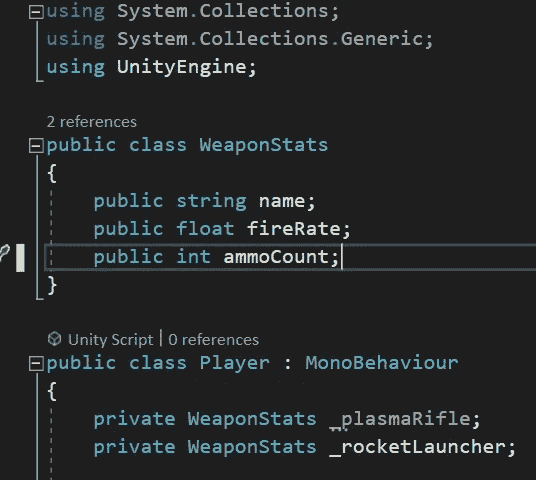 using System.Collections;
using System.Collections.Generic;
using UnityEngine;
2 references
public class WeaponStats
{
public string name;
public float fireRate;
public int ammoCount;
}
Unity Script | 0 references
public class Player : MonoBehaviour
{
private WeaponStats _plasmaRifle;
private WeaponStats _rocketLauncher;